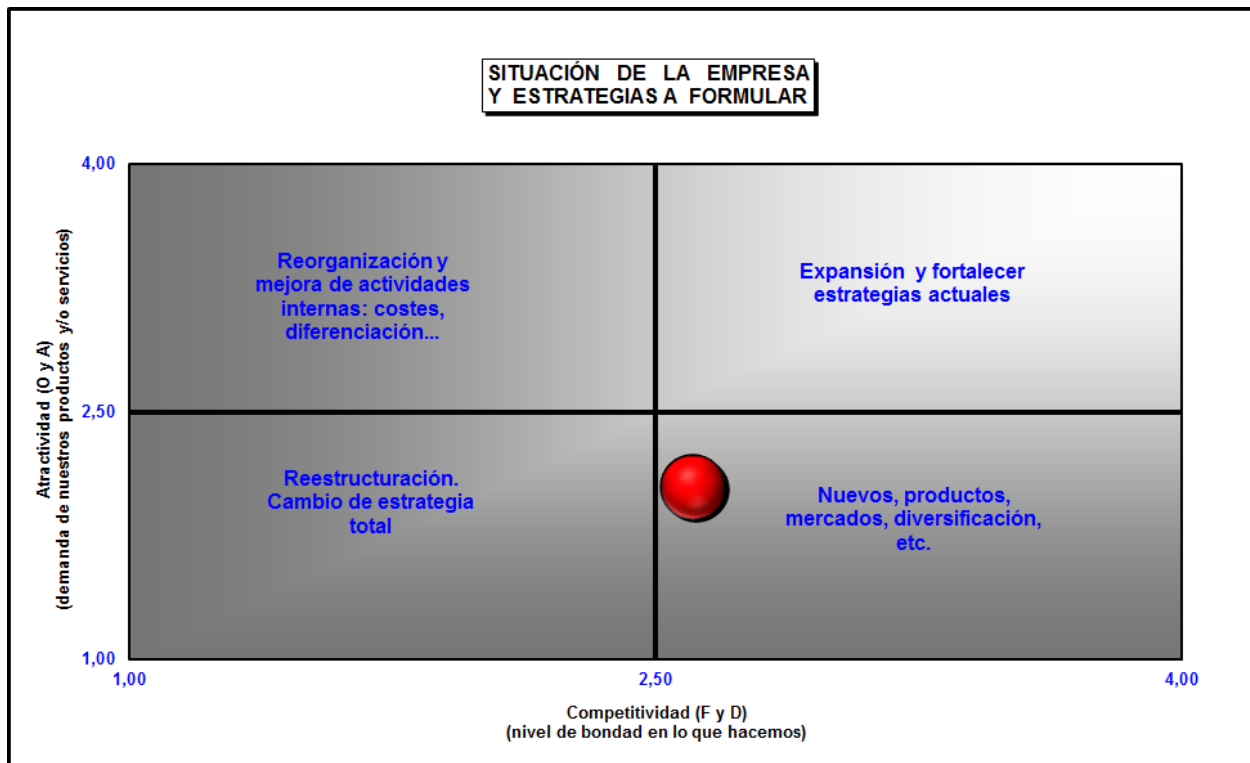 SITUACIÓN DE LA EMPRESA
Y ESTRATEGIAS A FORMULAR
4,00
Reorganización y
mejora de actividades
internas: costes,
diferenciación...
Expansión y fortalecer
estrategias actuales
Atractividad (O y A)
(demanda de nuestros productos y/o servicios)
2,50
Reestructuración.
Cambio de estrategia
total
Nuevos, productos,
mercados, diversificación,
etc.
1,00
1,00
2,50
4,00
Competitividad (F y D)
(nivel de bondad en lo que hacemos)